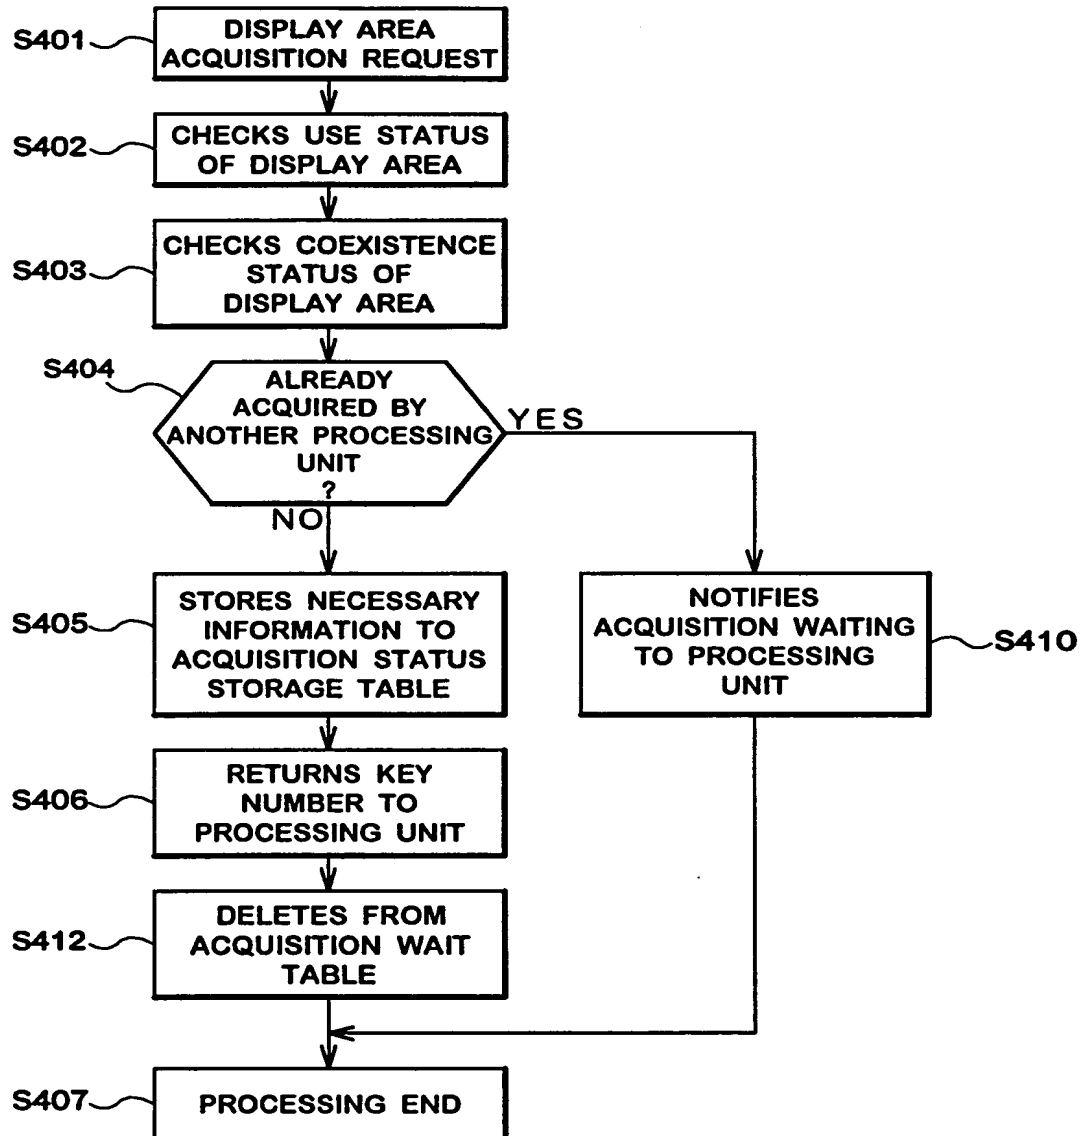 S401
DISPLAY AREA
ACQUISITION REQUEST
S402
CHECKS USE STATUS
OF DISPLAY AREA
S403
CHECKS COEXISTENCE
STATUS OF
DISPLAY AREA
S404
ALREADY
ACQUIRED BY
ANOTHER PROCESSING
UNIT
?
YES
NO
S405
STORES NECESSARY
INFORMATION TO
ACQUISITION STATUS
STORAGE TABLE
NOTIFIES
ACQUISITION WAITING
TO PROCESSING
UNIT
S410
S406
RETURNS KEY
NUMBER TO
PROCESSING UNIT
S412
DELETES FROM
ACQUISITION WAIT
TABLE
S407
PROCESSING END